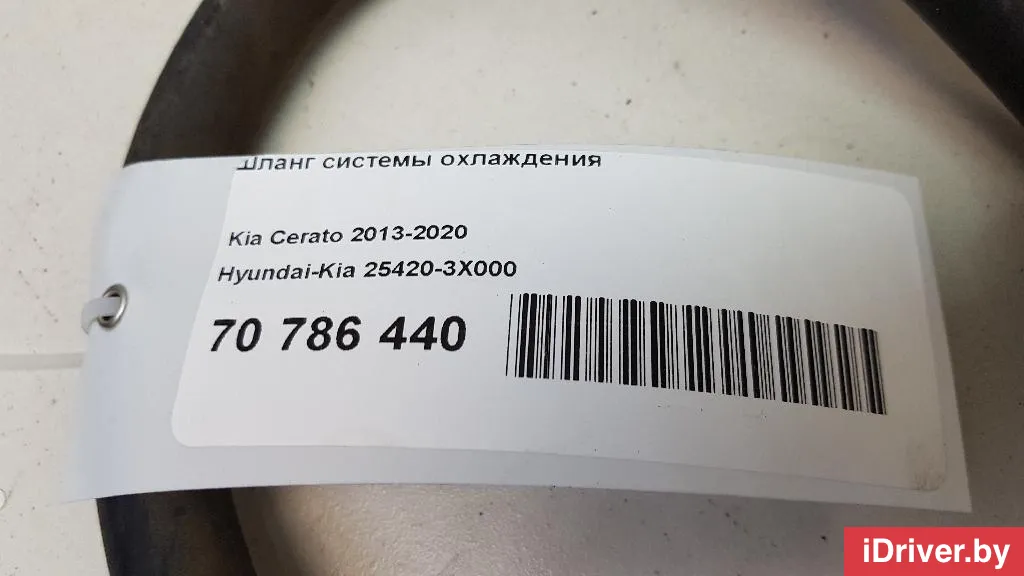 Шланг системы охлаждения
Kia Cerato 2013-2020
Hyundai-Kia 25420-3X000
70 786 440
iDriver.by